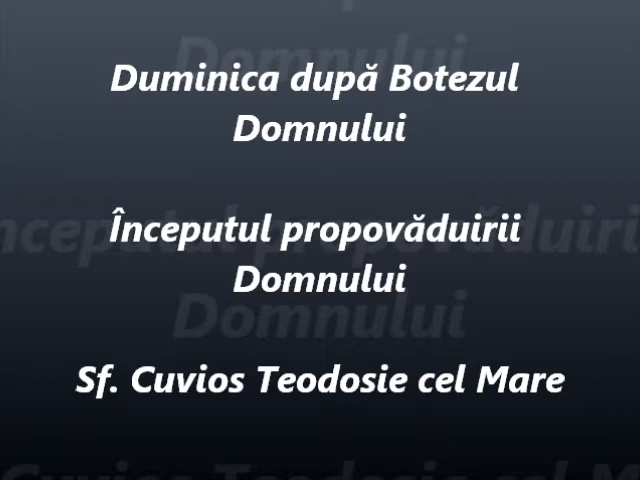 Duminica după Botezul
Domnului
Începutul propovăduirii
Domnului
Sf. Cuvios Teodosie cel Mare